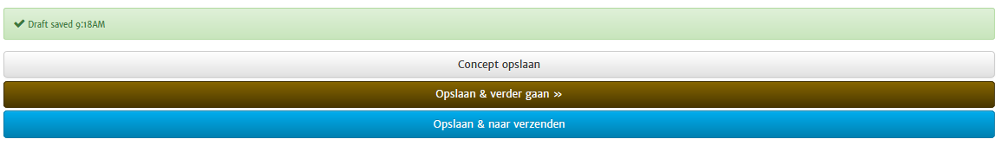 Draft saved 9:18AM
Concept opslaan
Opslaan & verder gaan »
Opslaan & naar verzenden